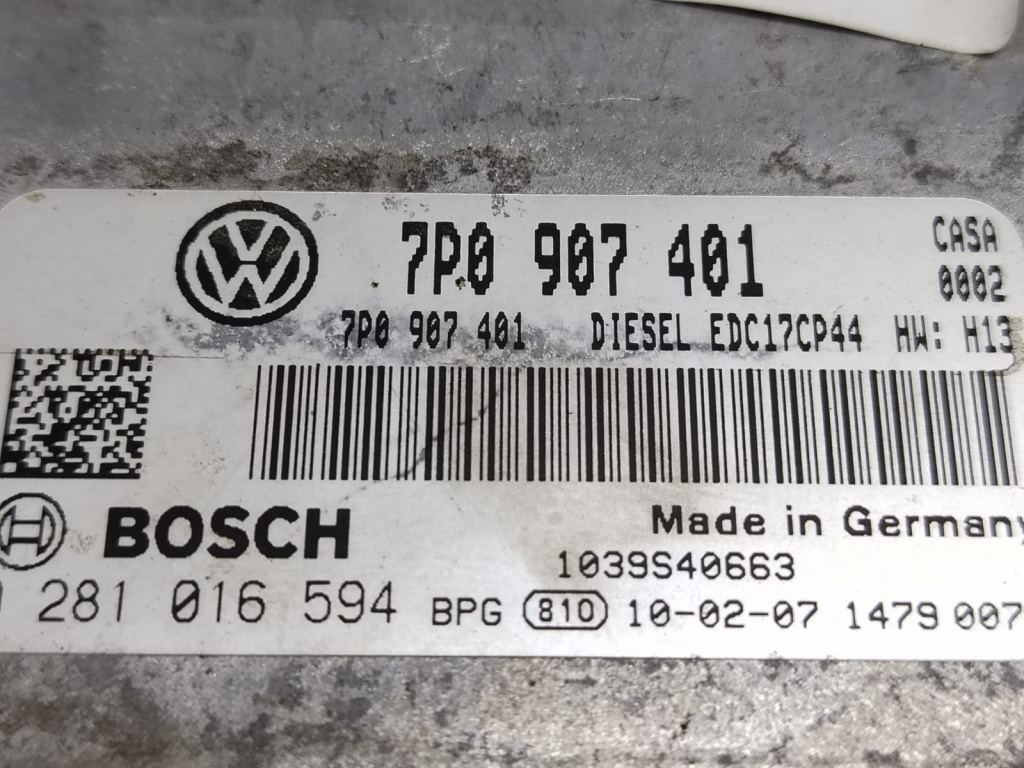 7P0 907 401
CASA
0002
7P0 907 401 DIESEL EDC17CP44 HW: H13
BOSCH
Made in Germany
1039S40663
0 281 016 594 BPG 810 10-02-07 1479 007